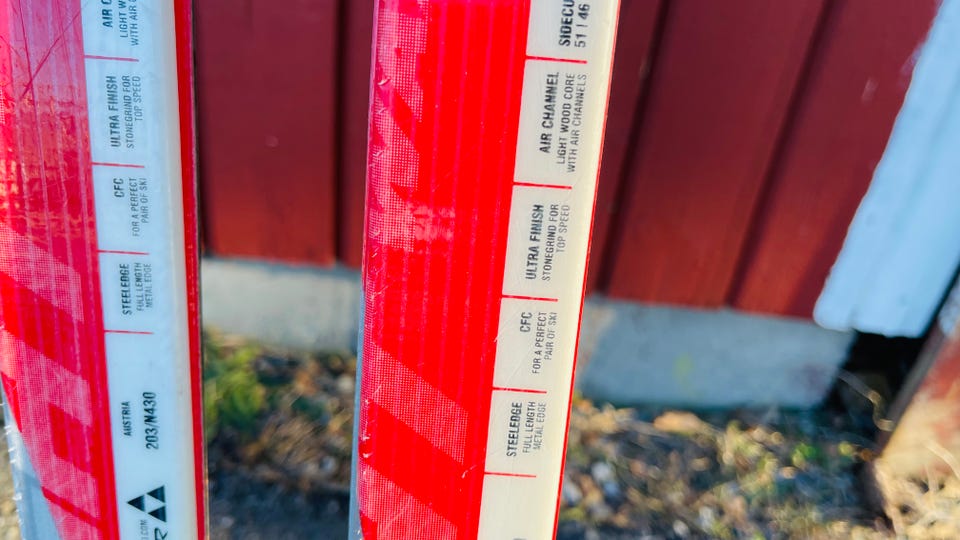 AIR C
LIGHT WO
WITH AIR C
ULTRA FINISH
STONEGRIND FOR
TOP SPEED
CFC
FOR A PERFECT
PAIR OF SKI
STEELEDGE
FULL LENGTH
METAL EDGE
AUSTRIA
203/N430
.COM
R
SIDECU
51 | 46
AIR CHANNEL
LIGHT WOOD CORE
WITH AIR CHANNELS
ULTRA FINISH
STONEGRIND FOR
TOP SPEED
CFC
FOR A PERFECT
PAIR OF SKI
STEELEDGE
FULL LENGTH
METAL EDGE